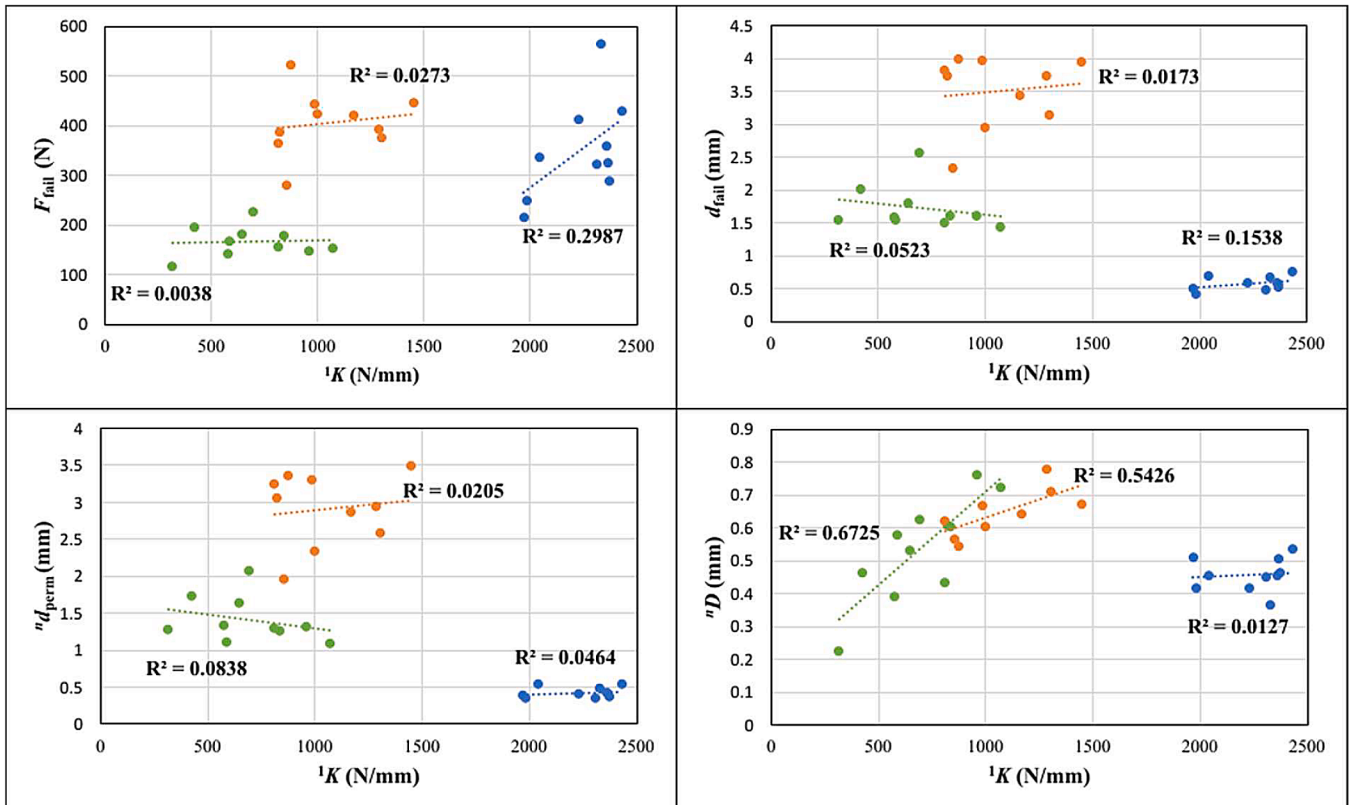 600
500
400
300
200
100
0
F_fail (N)
R² = 0.0273
R² = 0.2987
R² = 0.0038
0 500 1000 1500 2000 2500
¹K (N/mm)
4.5
4
3.5
3
2.5
2
1.5
1
0.5
0
d_fail (mm)
R² = 0.0173
R² = 0.0523
R² = 0.1538
0 500 1000 1500 2000 2500
¹K (N/mm)
4
3.5
3
2.5
2
1.5
1
0.5
0
ⁿd_perm (mm)
R² = 0.0205
R² = 0.0838
R² = 0.0464
0 500 1000 1500 2000 2500
¹K (N/mm)
0.9
0.8
0.7
0.6
0.5
0.4
0.3
0.2
0.1
0
ⁿD (mm)
R² = 0.5426
R² = 0.6725
R² = 0.0127
0 500 1000 1500 2000 2500
¹K (N/mm)